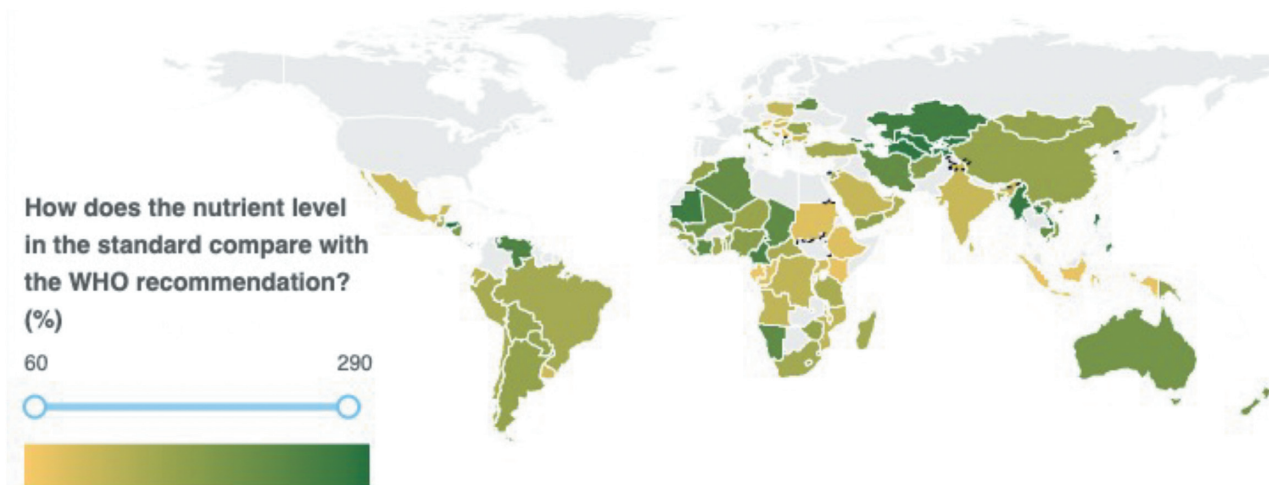 How does the nutrient level
in the standard compare with
the WHO recommendation?
(%)
60 290